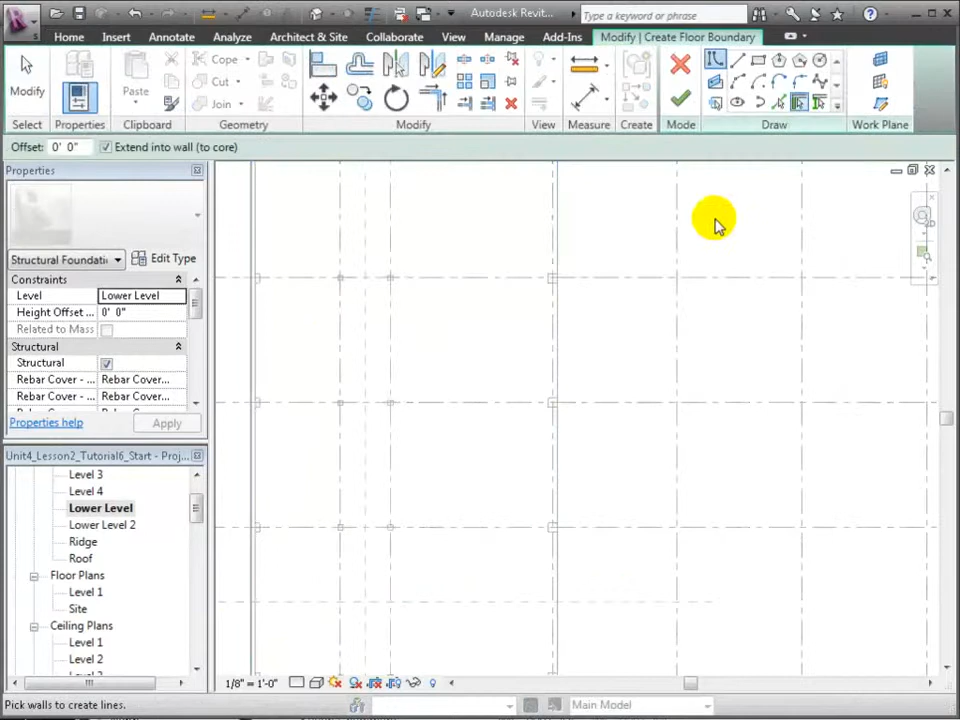 Autodesk Revit...
Type a keyword or phrase
Home Insert Annotate Analyze Architect & Site Collaborate View Manage Add-Ins Modify | Create Floor Boundary
Modify
Paste
Cope
Cut
Join
Select Properties Clipboard Geometry Modify View Measure Create Mode Draw Work Plane
Offset: 0' 0" Extend into wall (to core)
Properties
Structural Foundati
Edit Type
Constraints
Level Lower Level
Height Offset ... 0' 0"
Related to Mass
Structural
Structural
Rebar Cover - ... Rebar Cover...
Rebar Cover - ... Rebar Cover...
Properties help Apply
Unit4_Lesson2_Tutorial6_Start - Proj...
Level 3
Level 4
Lower Level
Lower Level 2
Ridge
Roof
Floor Plans
Level 1
Site
Ceiling Plans
Level 1
Level 2
1/8" = 1'-0"
Pick walls to create lines.
Main Model
2D